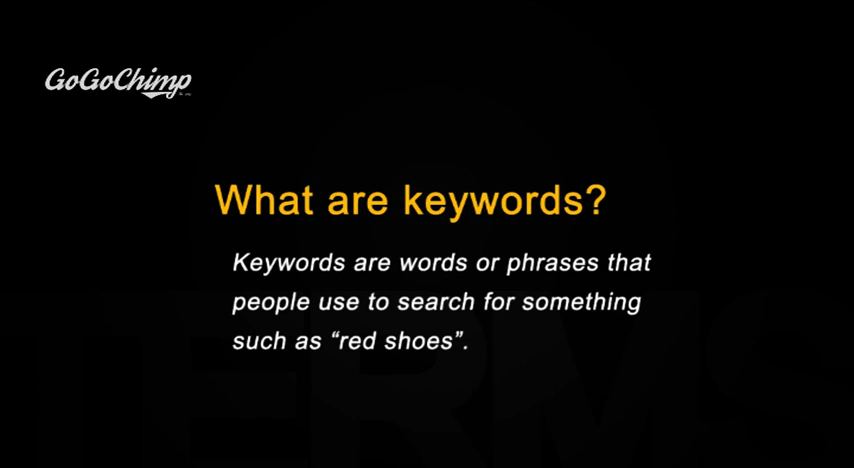 GoGoChimp
What are keywords?
Keywords are words or phrases that
people use to search for something
such as “red shoes”.
TERMS